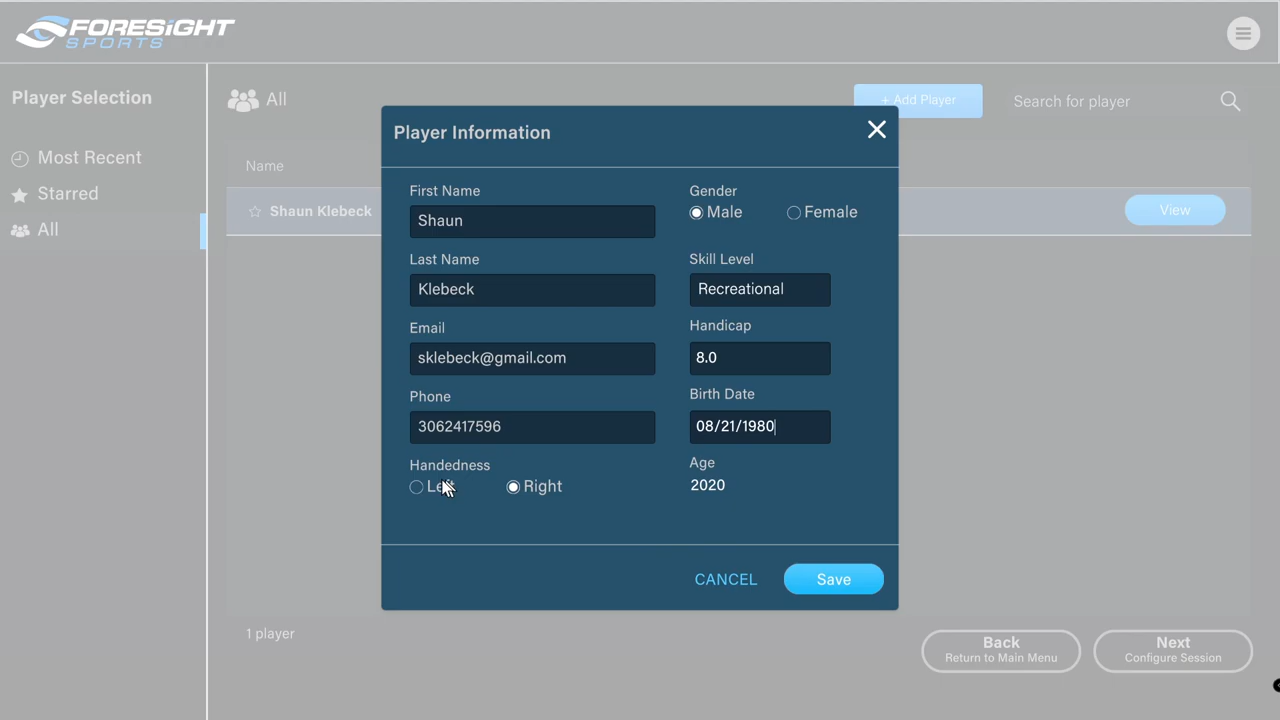 FORESIGHT
SPORTS
Player Selection
Most Recent
Starred
All
All
+ Add Player
Search for player
Name
Shaun Klebeck
View
Player Information
First Name
Shaun
Last Name
Klebeck
Email
sklebeck@gmail.com
Phone
3062417596
Handedness
Left
Right
Gender
Male
Female
Skill Level
Recreational
Handicap
8.0
Birth Date
08/21/1980
Age
2020
CANCEL
Save
1 player
Back
Return to Main Menu
Next
Configure Session